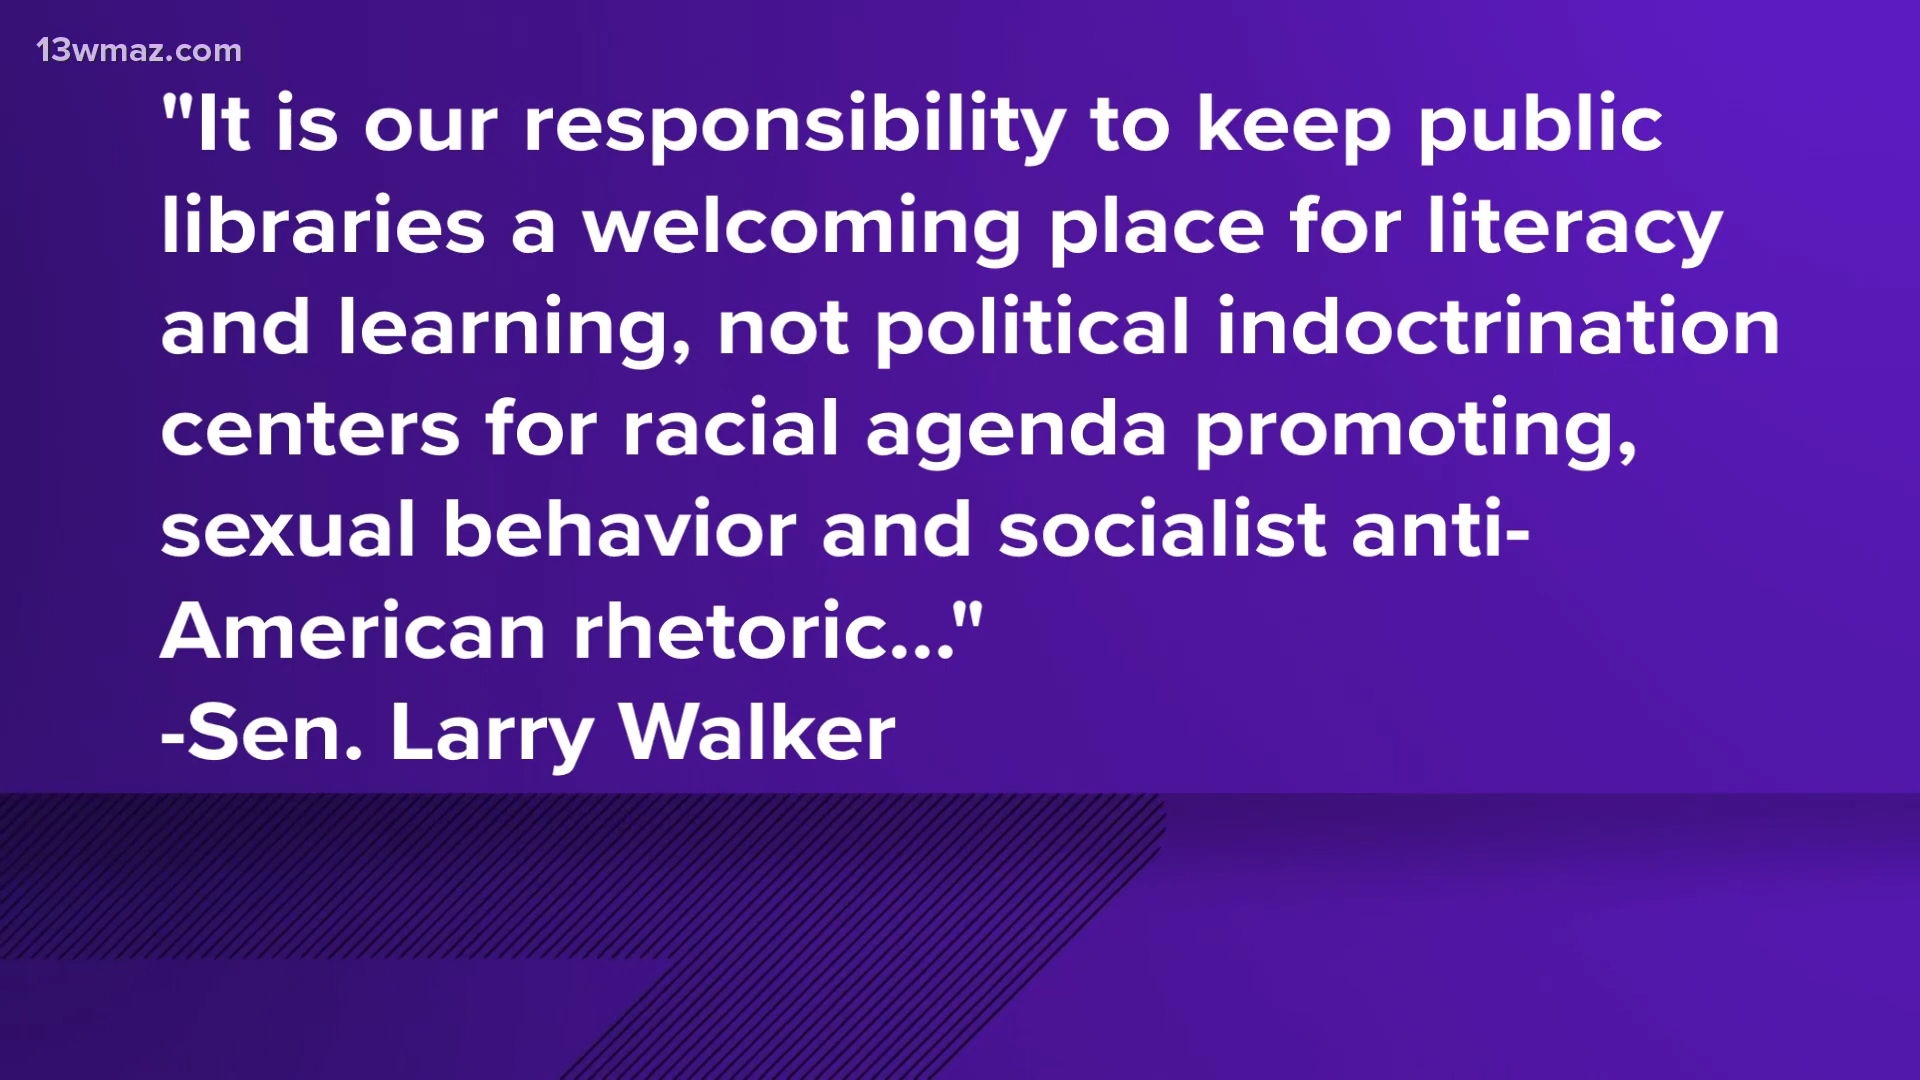 13wmaz.com
"It is our responsibility to keep public
libraries a welcoming place for literacy
and learning, not political indoctrination
centers for racial agenda promoting,
sexual behavior and socialist anti-
American rhetoric..."
-Sen. Larry Walker